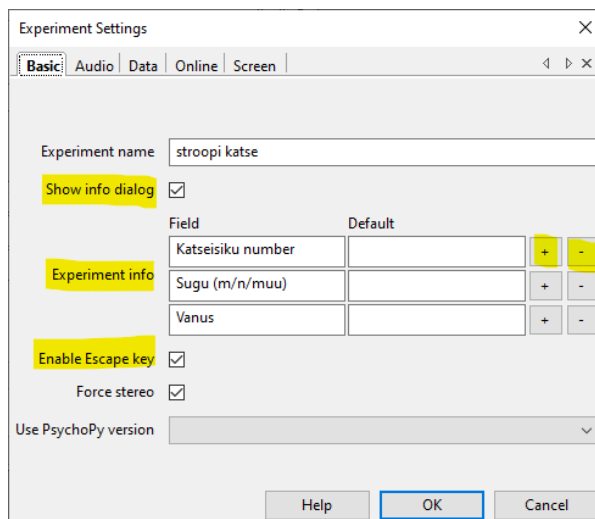 Experiment Settings
Basic Audio Data Online Screen
Experiment name stroopi katse
Show info dialog
Field Default
Katseisiku number + -
Experiment info
Sugu (m/n/muu) + -
Vanus + -
Enable Escape key
Force stereo
Use PsychoPy version
Help OK Cancel